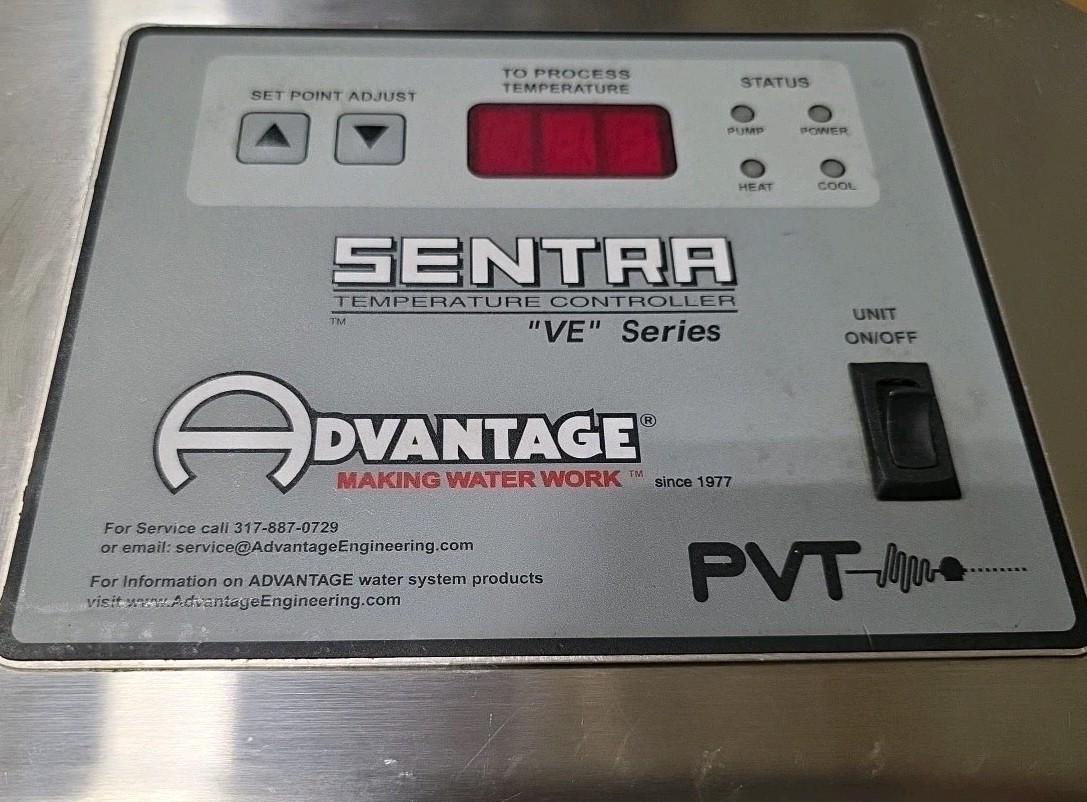 SET POINT ADJUST
TO PROCESS
TEMPERATURE
STATUS
PUMP
POWER
HEAT
COOL
SENTRA
TEMPERATURE CONTROLLER
™
"VE" Series
UNIT
ON/OFF
ADVANTAGE®
MAKING WATER WORK™ since 1977
For Service call 317-887-0729
or email: service@AdvantageEngineering.com
For Information on ADVANTAGE water system products
visit www.AdvantageEngineering.com
PVT